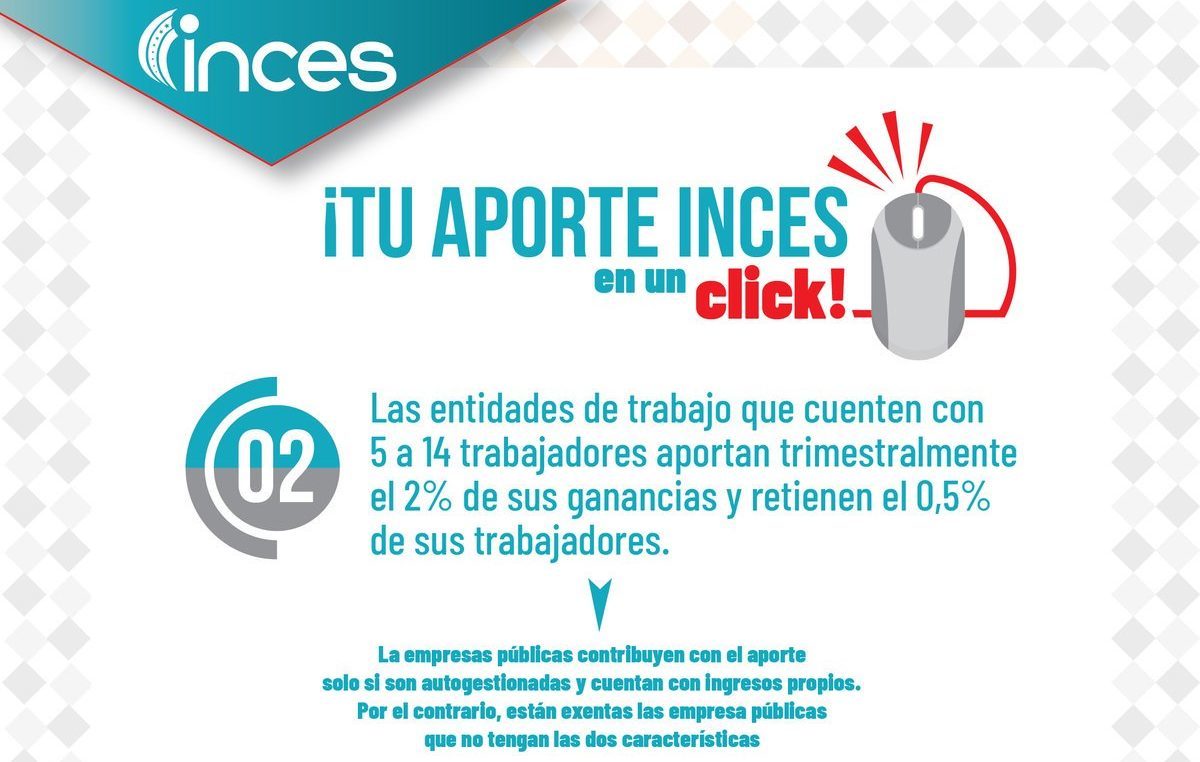 inces
¡TU APORTE INCES
en un
click!
02
Las entidades de trabajo que cuenten con
5 a 14 trabajadores aportan trimestralmente
el 2% de sus ganancias y retienen el 0,5%
de sus trabajadores.
La empresas públicas contribuyen con el aporte
solo si son autogestionadas y cuentan con ingresos propios.
Por el contrario, están exentas las empresa públicas
que no tengan las dos características